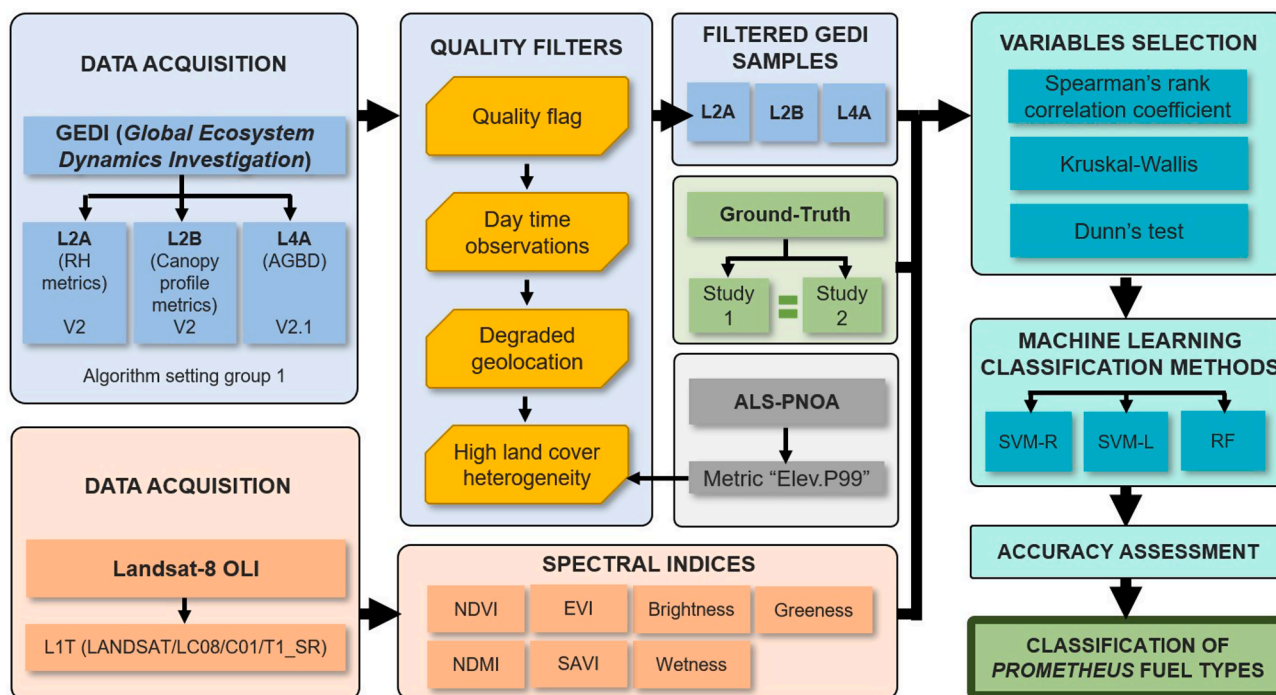 DATA ACQUISITION
GEDI (Global Ecosystem
Dynamics Investigation)
L2A
(RH
metrics)
V2
L2B
(Canopy
profile
metrics)
V2
L4A
(AGBD)
V2.1
Algorithm setting group 1
DATA ACQUISITION
Landsat-8 OLI
L1T (LANDSAT/LC08/C01/T1_SR)
QUALITY FILTERS
Quality flag
Day time
observations
Degraded
geolocation
High land cover
heterogeneity
FILTERED GEDI
SAMPLES
L2A
L2B
L4A
Ground-Truth
Study
1
=
Study
2
ALS-PNOA
Metric “Elev.P99”
SPECTRAL INDICES
NDVI
EVI
Brightness
Greeness
NDMI
SAVI
Wetness
VARIABLES SELECTION
Spearman’s rank
correlation coefficient
Kruskal-Wallis
Dunn’s test
MACHINE LEARNING
CLASSIFICATION METHODS
SVM-R
SVM-L
RF
ACCURACY ASSESSMENT
CLASSIFICATION OF
PROMETHEUS FUEL TYPES